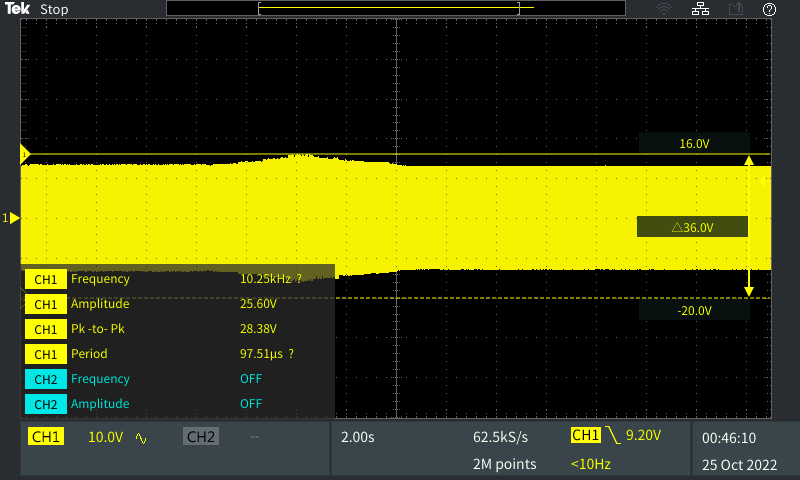 Tek Stop
16.0V
1
△36.0V
-20.0V
CH1 Frequency 10.25kHz ?
CH1 Amplitude 25.60V
CH1 Pk -to- Pk 28.38V
CH1 Period 97.51µs ?
CH2 Frequency OFF
CH2 Amplitude OFF
CH1 10.0V CH2 -- 2.00s 62.5kS/s CH1 9.20V 00:46:10
2M points <10Hz 25 Oct 2022